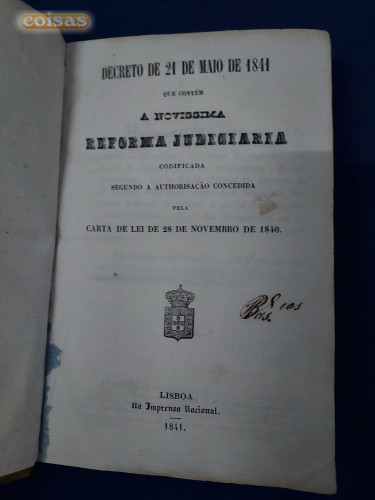 coisas
DECRETO DE 21 DE MAIO DE 1841
QUE CONTÉM
A NOVISSIMA
REFORMA JUDICIARIA
CODIFICADA
SEGUNDO A AUTHORISAÇÃO CONCEDIDA
PELA
CARTA DE LEI DE 28 DE NOVEMBRO DE 1840.
LISBOA
Na Imprensa Nacional.
1841.